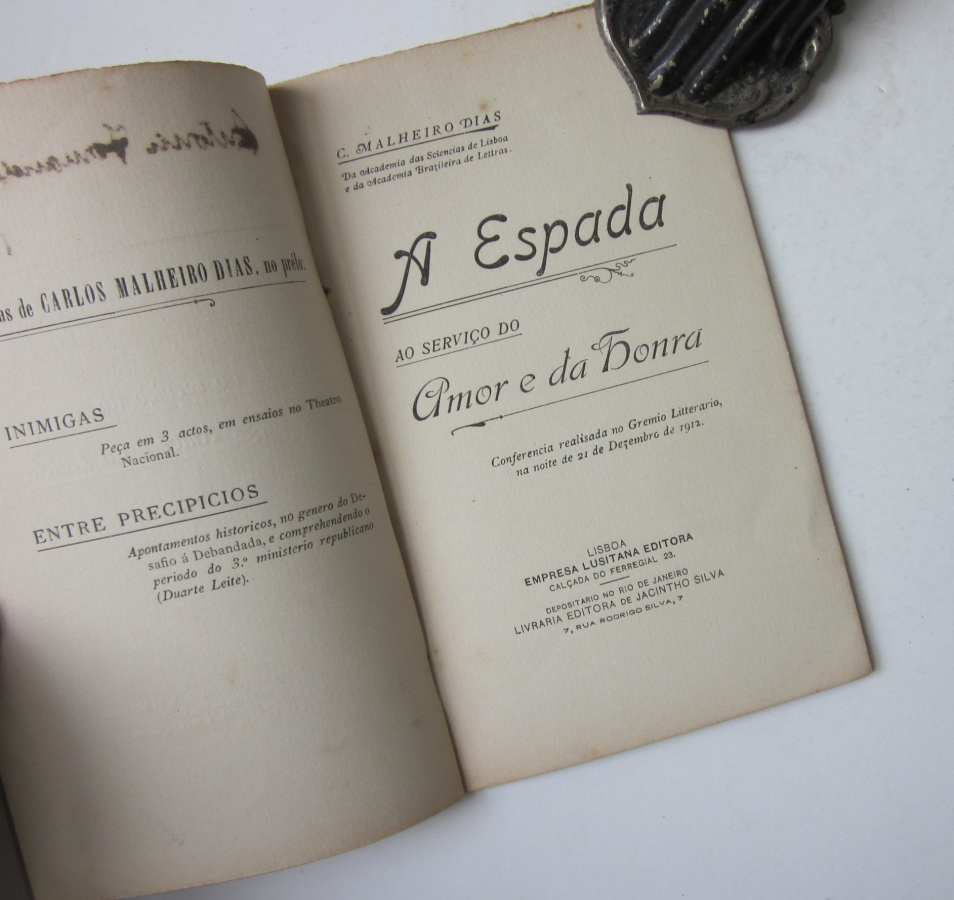 de CARLOS MALHEIRO DIAS, no prélo:
INIMIGAS
Peça em 3 actos, em ensaios no Theatro
Nacional.
ENTRE PRECIPICIOS
Apontamentos historicos, no genero do De-
safio á Debandada, e comprehendendo o
periodo do 3.º ministerio republicano
(Duarte Leite).
C. MALHEIRO DIAS
Da Academia das Sciencias de Lisboa
e da Academia Brazileira de Lettras.
A Espada
AO SERVIÇO DO
Amor e da Honra
Conferencia realisada no Gremio Litterario,
na noite de 21 de Dezembro de 1912.
LISBOA
EMPRESA LUSITANA EDITORA
CALÇADA DO FERREGIAL 23.
DEPOSITARIO NO RIO DE JANEIRO
LIVRARIA EDITORA DE JACINTHO SILVA
7, RUA RODRIGO SILVA, 7